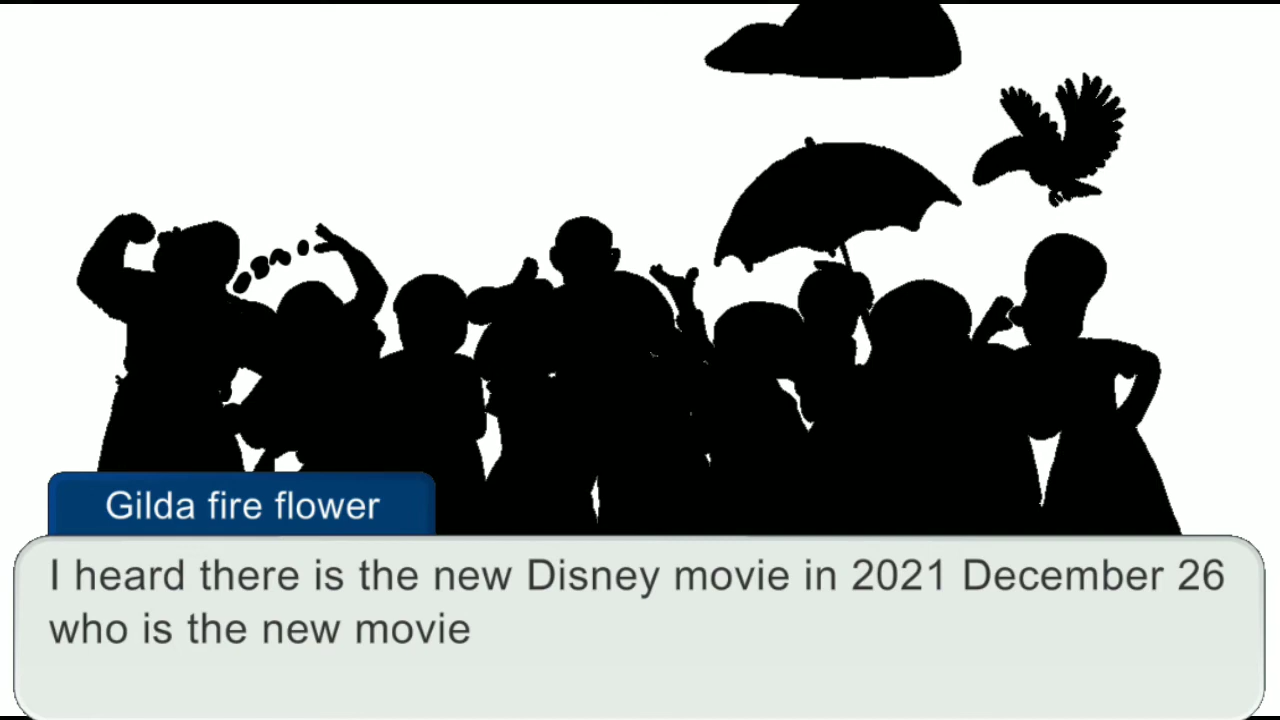 Gilda fire flower
I heard there is the new Disney movie in 2021 December 26
who is the new movie